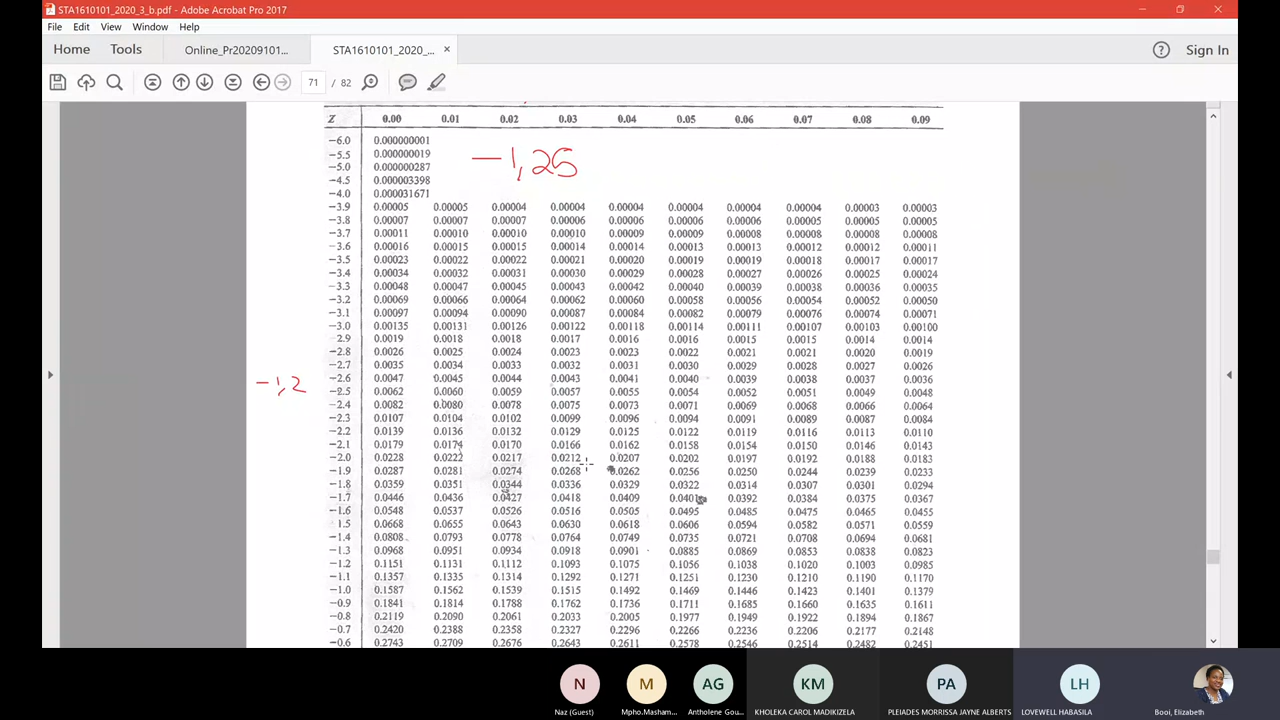 STA1610101_2020_3_b.pdf - Adobe Acrobat Pro 2017
File Edit View Window Help
Home Tools Online_Pr20209101... STA1610101_2020_... × Sign In
71 / 82
Z 0.00 0.01 0.02 0.03 0.04 0.05 0.06 0.07 0.08 0.09
−6.0 0.000000001
−5.5 0.000000019
−5.0 0.000000287
−4.5 0.000003398
−4.0 0.000031671
−1,25
−3.9 0.00005 0.00005 0.00004 0.00004 0.00004 0.00004 0.00004 0.00004 0.00003 0.00003
−3.8 0.00007 0.00007 0.00007 0.00006 0.00006 0.00006 0.00006 0.00005 0.00005 0.00005
−3.7 0.00011 0.00010 0.00010 0.00010 0.00009 0.00009 0.00008 0.00008 0.00008 0.00008
−3.6 0.00016 0.00015 0.00015 0.00014 0.00014 0.00013 0.00013 0.00012 0.00012 0.00011
−3.5 0.00023 0.00022 0.00022 0.00021 0.00020 0.00019 0.00019 0.00018 0.00017 0.00017
−3.4 0.00034 0.00032 0.00031 0.00030 0.00029 0.00028 0.00027 0.00026 0.00025 0.00024
−3.3 0.00048 0.00047 0.00045 0.00043 0.00042 0.00040 0.00039 0.00038 0.00036 0.00035
−3.2 0.00069 0.00066 0.00064 0.00062 0.00060 0.00058 0.00056 0.00054 0.00052 0.00050
−3.1 0.00097 0.00094 0.00090 0.00087 0.00084 0.00082 0.00079 0.00076 0.00074 0.00071
−3.0 0.00135 0.00131 0.00126 0.00122 0.00118 0.00114 0.00111 0.00107 0.00103 0.00100
−2.9 0.0019 0.0018 0.0018 0.0017 0.0016 0.0016 0.0015 0.0015 0.0014 0.0014
−2.8 0.0026 0.0025 0.0024 0.0023 0.0023 0.0022 0.0021 0.0021 0.0020 0.0019
−2.7 0.0035 0.0034 0.0033 0.0032 0.0031 0.0030 0.0029 0.0028 0.0027 0.0026
−2.6 0.0047 0.0045 0.0044 0.0043 0.0041 0.0040 0.0039 0.0038 0.0037 0.0036
−1,2
−2.5 0.0062 0.0060 0.0059 0.0057 0.0055 0.0054 0.0052 0.0051 0.0049 0.0048
−2.4 0.0082 0.0080 0.0078 0.0075 0.0073 0.0071 0.0069 0.0068 0.0066 0.0064
−2.3 0.0107 0.0104 0.0102 0.0099 0.0096 0.0094 0.0091 0.0089 0.0087 0.0084
−2.2 0.0139 0.0136 0.0132 0.0129 0.0125 0.0122 0.0119 0.0116 0.0113 0.0110
−2.1 0.0179 0.0174 0.0170 0.0166 0.0162 0.0158 0.0154 0.0150 0.0146 0.0143
−2.0 0.0228 0.0222 0.0217 0.0212 0.0207 0.0202 0.0197 0.0192 0.0188 0.0183
−1.9 0.0287 0.0281 0.0274 0.0268 0.0262 0.0256 0.0250 0.0244 0.0239 0.0233
−1.8 0.0359 0.0351 0.0344 0.0336 0.0329 0.0322 0.0314 0.0307 0.0301 0.0294
−1.7 0.0446 0.0436 0.0427 0.0418 0.0409 0.0401 0.0392 0.0384 0.0375 0.0367
−1.6 0.0548 0.0537 0.0526 0.0516 0.0505 0.0495 0.0485 0.0475 0.0465 0.0455
−1.5 0.0668 0.0655 0.0643 0.0630 0.0618 0.0606 0.0594 0.0582 0.0571 0.0559
−1.4 0.0808 0.0793 0.0778 0.0764 0.0749 0.0735 0.0721 0.0708 0.0694 0.0681
−1.3 0.0968 0.0951 0.0934 0.0918 0.0901 0.0885 0.0869 0.0853 0.0838 0.0823
−1.2 0.1151 0.1131 0.1112 0.1093 0.1075 0.1056 0.1038 0.1020 0.1003 0.0985
−1.1 0.1357 0.1335 0.1314 0.1292 0.1271 0.1251 0.1230 0.1210 0.1190 0.1170
−1.0 0.1587 0.1562 0.1539 0.1515 0.1492 0.1469 0.1446 0.1423 0.1401 0.1379
−0.9 0.1841 0.1814 0.1788 0.1762 0.1736 0.1711 0.1685 0.1660 0.1635 0.1611
−0.8 0.2119 0.2090 0.2061 0.2033 0.2005 0.1977 0.1949 0.1922 0.1894 0.1867
−0.7 0.2420 0.2388 0.2358 0.2327 0.2296 0.2266 0.2236 0.2206 0.2177 0.2148
−0.6 0.2743 0.2709 0.2676 0.2643 0.2611 0.2578 0.2546 0.2514 0.2482 0.2451
N M AG KM PA LH
Naz (Guest) Mpho.Masham... Antholene Gou... KHOLEKA CAROL MADIKIZELA PLEIADES MORRISSA JAYNE ALBERTS LOVEWELL HABASILA Booi, Elizabeth